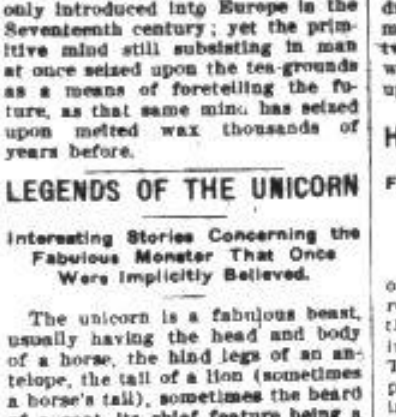 only introduced into Europe in the
Seventeenth century; yet the prim-
itive mind still subsisting in man
at once seized upon the tea-grounds
as a means of foretelling the fu-
ture, as that same mind has seized
upon melted wax thousands of
years before.
LEGENDS OF THE UNICORN
Interesting Stories Concerning the
Fabulous Monster That Once
Were Implicitly Believed.
The unicorn is a fabulous beast,
usually having the head and body
of a horse, the hind legs of an an-
telope, the tail of a lion (sometimes
a horse's tail), sometimes the beard
its chief feature being a